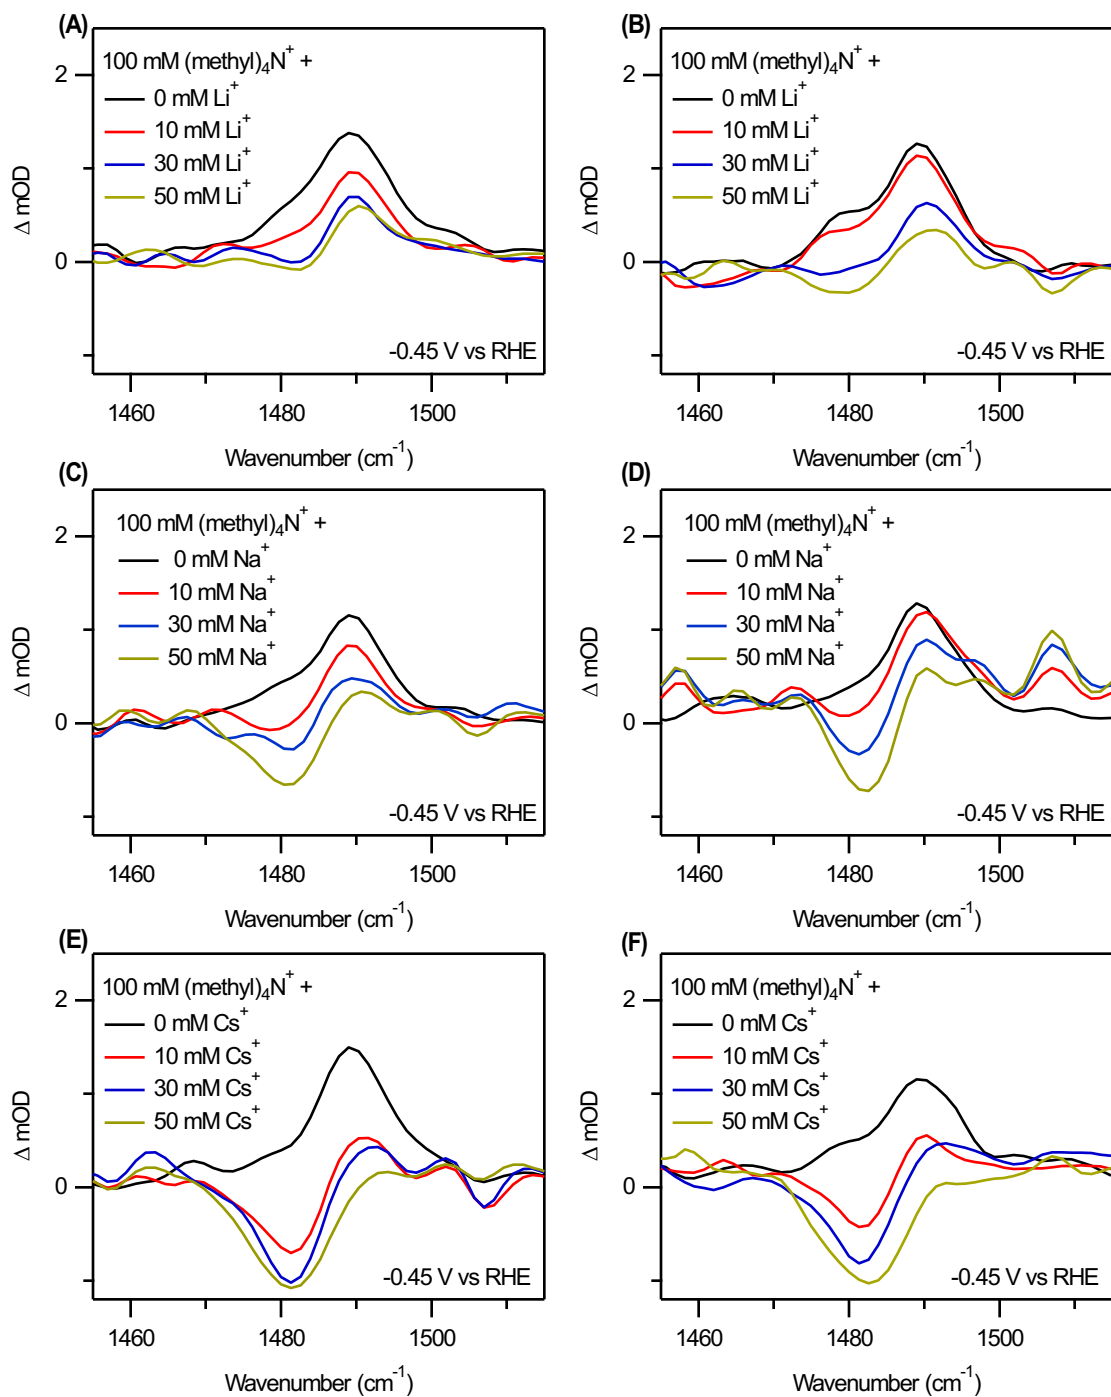 (A)
100 mM (methyl)₄N⁺ +
0 mM Li⁺
10 mM Li⁺
30 mM Li⁺
50 mM Li⁺
-0.45 V vs RHE
2
1
0
Δ mOD
1460
1480
1500
Wavenumber (cm⁻¹)
(B)
100 mM (methyl)₄N⁺ +
0 mM Li⁺
10 mM Li⁺
30 mM Li⁺
50 mM Li⁺
-0.45 V vs RHE
2
1
0
Δ mOD
1460
1480
1500
Wavenumber (cm⁻¹)
(C)
100 mM (methyl)₄N⁺ +
0 mM Na⁺
10 mM Na⁺
30 mM Na⁺
50 mM Na⁺
-0.45 V vs RHE
2
1
0
Δ mOD
1460
1480
1500
Wavenumber (cm⁻¹)
(D)
100 mM (methyl)₄N⁺ +
0 mM Na⁺
10 mM Na⁺
30 mM Na⁺
50 mM Na⁺
-0.45 V vs RHE
2
1
0
Δ mOD
1460
1480
1500
Wavenumber (cm⁻¹)
(E)
100 mM (methyl)₄N⁺ +
0 mM Cs⁺
10 mM Cs⁺
30 mM Cs⁺
50 mM Cs⁺
-0.45 V vs RHE
2
0
Δ mOD
1460
1480
1500
Wavenumber (cm⁻¹)
(F)
100 mM (methyl)₄N⁺ +
0 mM Cs⁺
10 mM Cs⁺
30 mM Cs⁺
50 mM Cs⁺
-0.45 V vs RHE
2
0
Δ mOD
1460
1480
1500
Wavenumber (cm⁻¹)